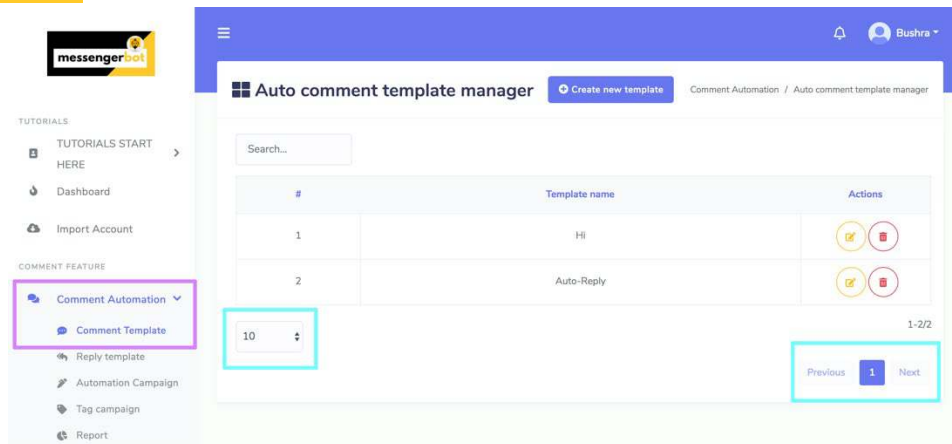 messengerbot
Bushra
Auto comment template manager
Create new template
Comment Automation / Auto comment template manager
TUTORIALS
TUTORIALS START
HERE
Dashboard
Import Account
COMMENT FEATURE
Comment Automation
Comment Template
Reply template
Automation Campaign
Tag campaign
Report
Search...
# Template name Actions
1 Hi
2 Auto-Reply
10
1-2/2
Previous 1 Next